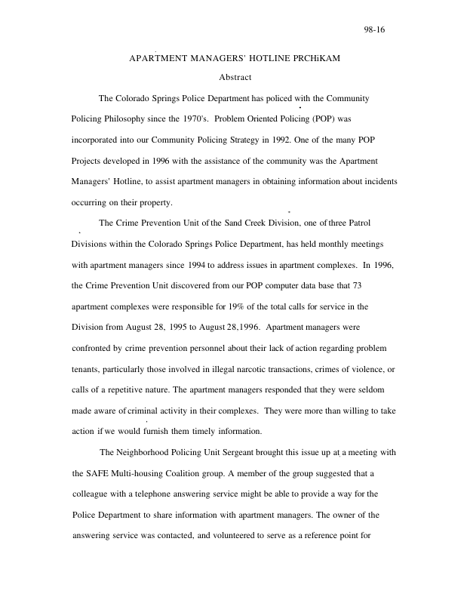 98-16
APARTMENT MANAGERS' HOTLINE PRCHiKAM
Abstract
The Colorado Springs Police Department has policed with the Community
Policing Philosophy since the 1970's. Problem Oriented Policing (POP) was
incorporated into our Community Policing Strategy in 1992. One of the many POP
Projects developed in 1996 with the assistance of the community was the Apartment
Managers' Hotline, to assist apartment managers in obtaining information about incidents
occurring on their property.
The Crime Prevention Unit of the Sand Creek Division, one of three Patrol
Divisions within the Colorado Springs Police Department, has held monthly meetings
with apartment managers since 1994 to address issues in apartment complexes. In 1996,
the Crime Prevention Unit discovered from our POP computer data base that 73
apartment complexes were responsible for 19% of the total calls for service in the
Division from August 28, 1995 to August 28,1996. Apartment managers were
confronted by crime prevention personnel about their lack of action regarding problem
tenants, particularly those involved in illegal narcotic transactions, crimes of violence, or
calls of a repetitive nature. The apartment managers responded that they were seldom
made aware of criminal activity in their complexes. They were more than willing to take
action if we would furnish them timely information.
The Neighborhood Policing Unit Sergeant brought this issue up at a meeting with
the SAFE Multi-housing Coalition group. A member of the group suggested that a
colleague with a telephone answering service might be able to provide a way for the
Police Department to share information with apartment managers. The owner of the
answering service was contacted, and volunteered to serve as a reference point for